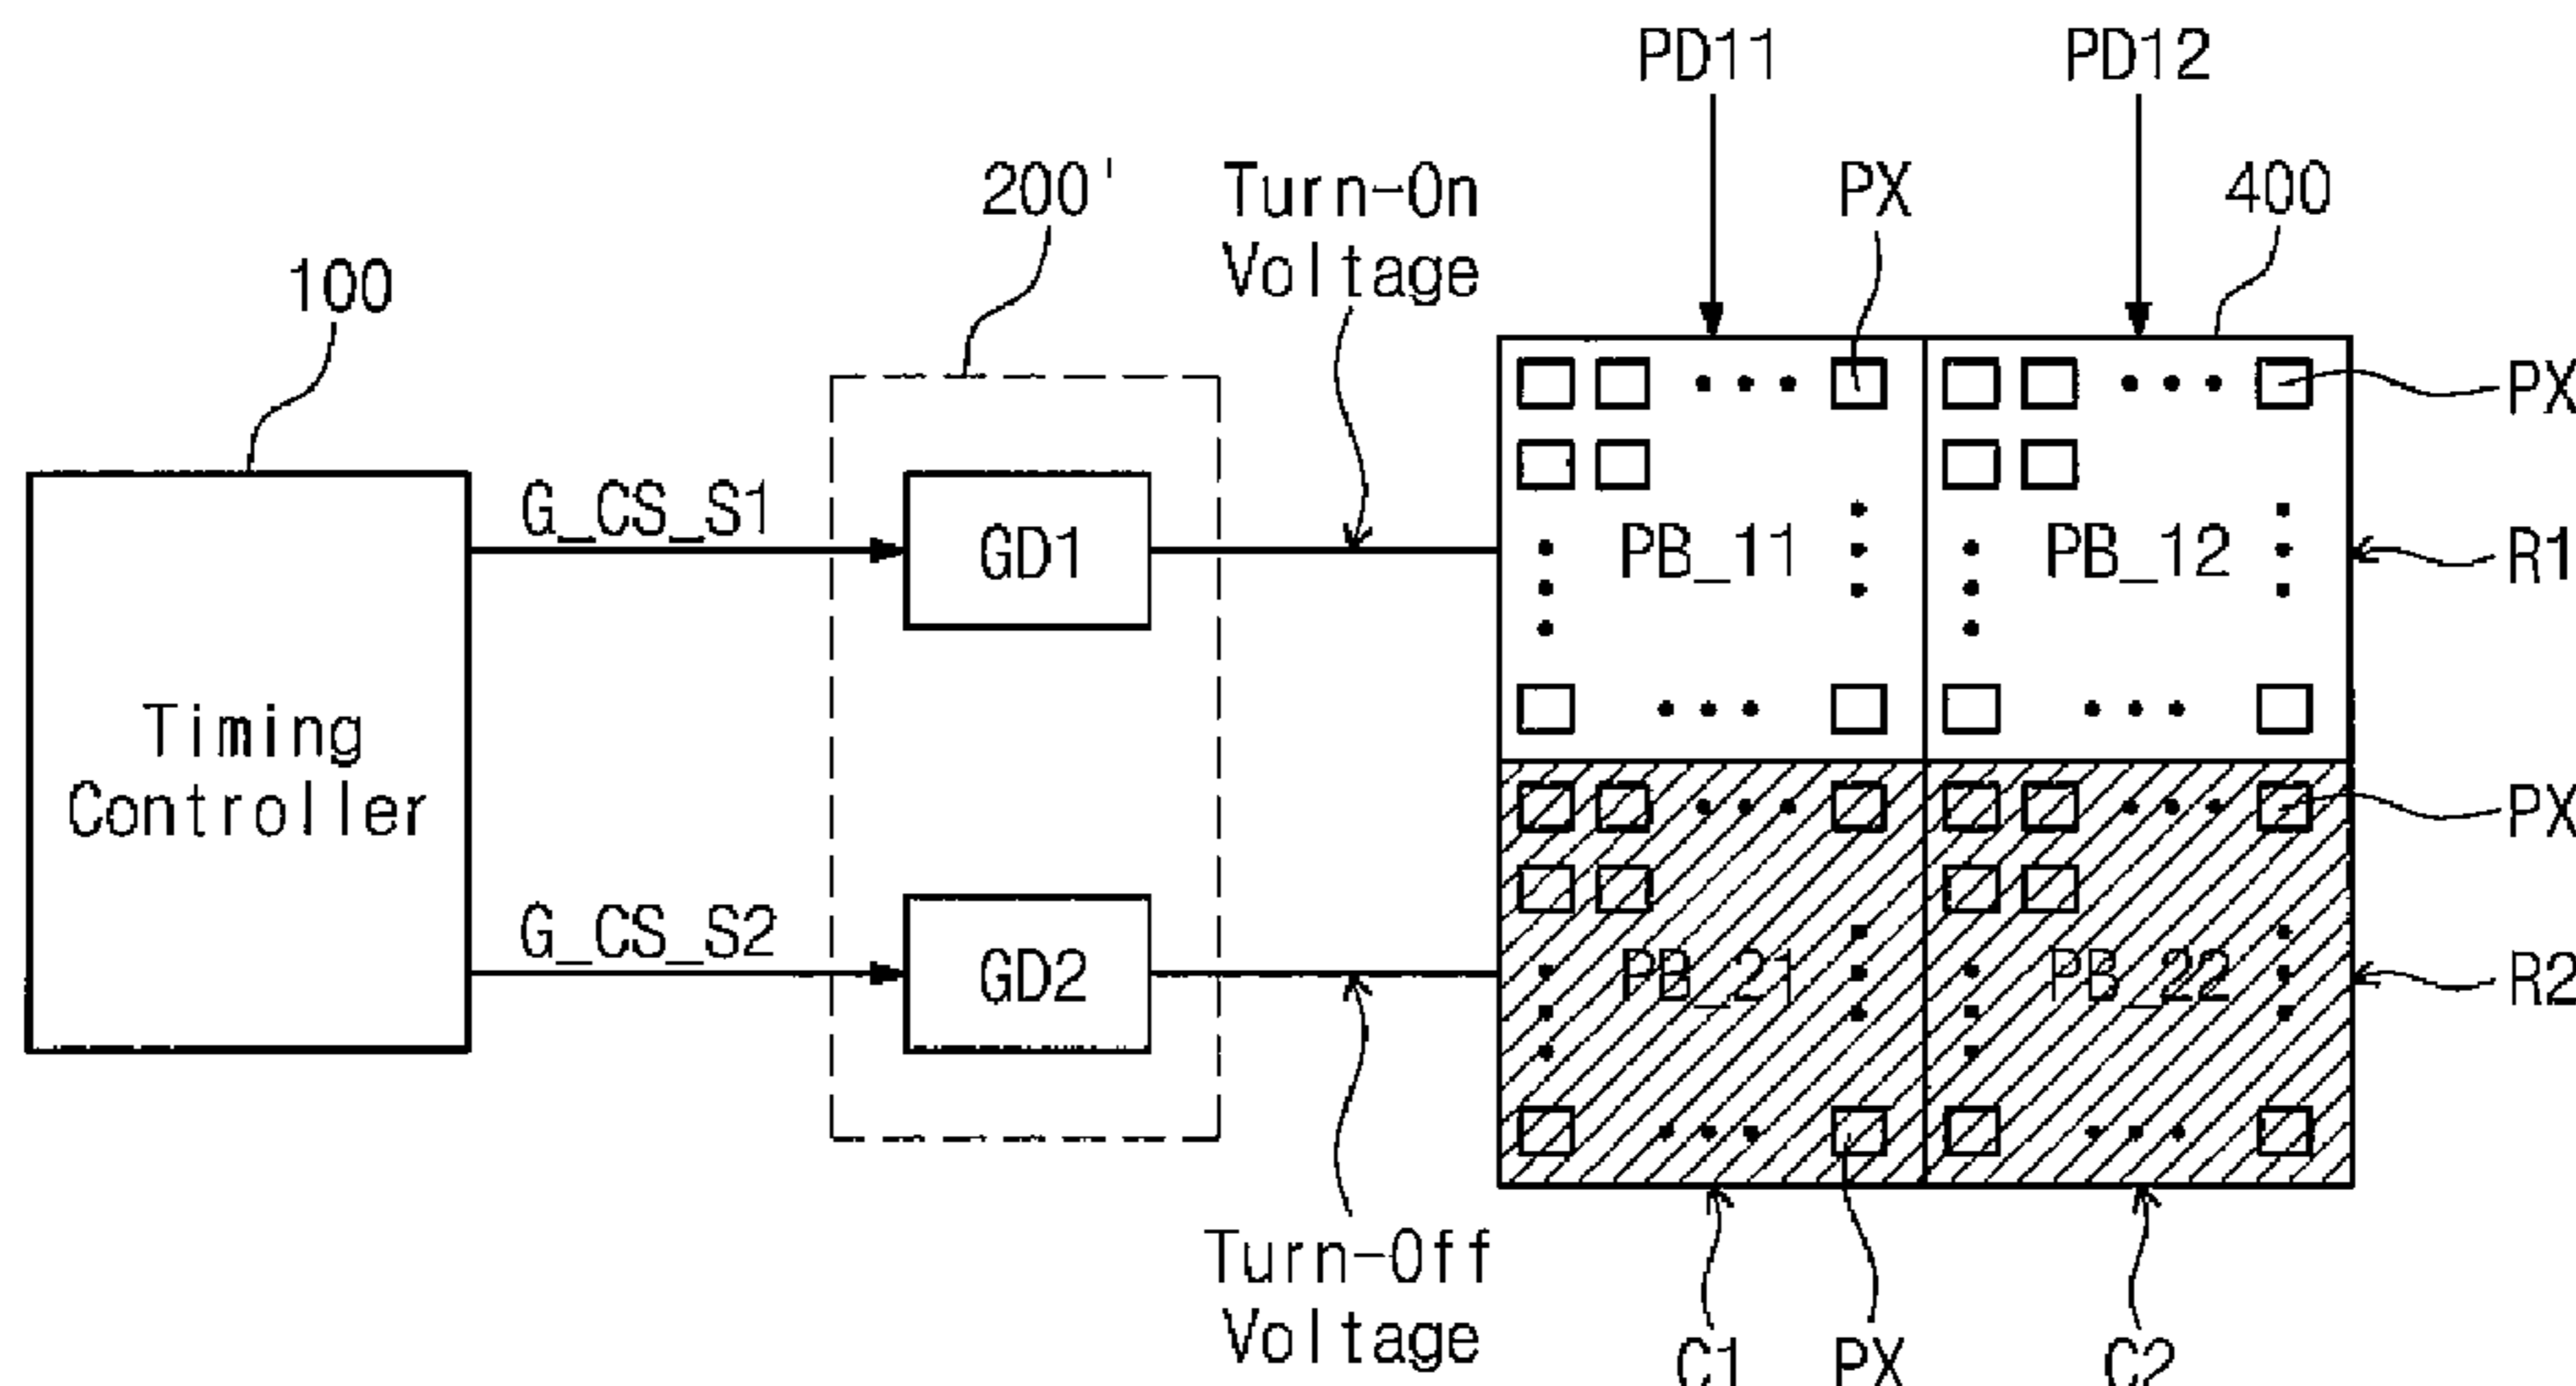 PD11
PD12
200'
Turn-On
Voltage
PX
400
100
PX
G_CS_S1
GD1
PB_11
PB_12
R1
Timing
Controller
PX
G_CS_S2
GD2
PB_21
PB_22
R2
Turn-Off
Voltage
C1
PX
C2